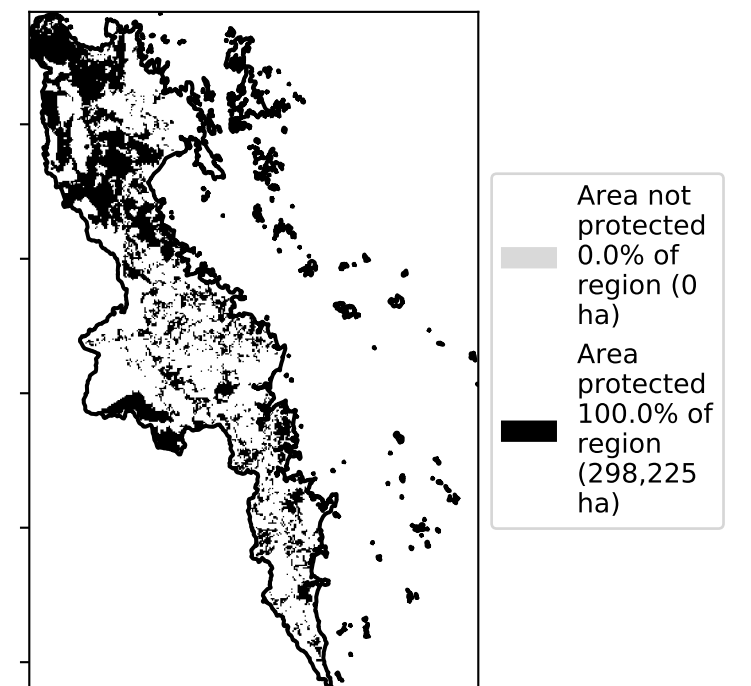 Area not
protected
0.0% of
region (0
ha)
Area
protected
100.0% of
region
(298,225
ha)